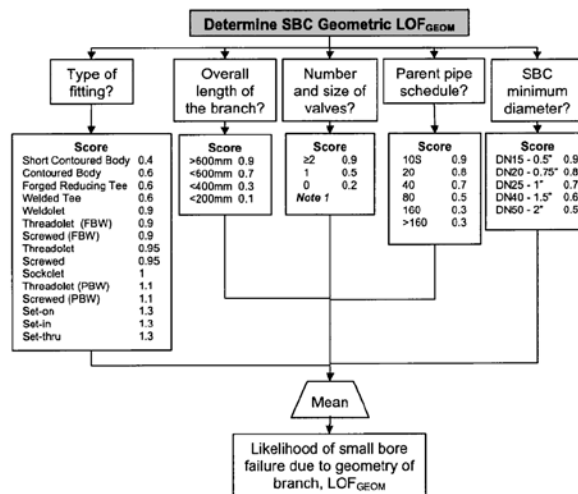 Determine SBC Geometric LOFGEOM
Type of
fitting?
Overall
length of
the branch?
Number
and size of
valves?
Parent pipe
schedule?
SBC
minimum
diameter?
Score
Short Contoured Body 0.4
Contoured Body 0.6
Forged Reducing Tee 0.6
Welded Tee 0.6
Weldolet 0.9
Threadolet (FBW) 0.9
Screwed (FBW) 0.9
Threadolet 0.95
Screwed 0.95
Sockolet 1
Threadolet (PBW) 1.1
Screwed (PBW) 1.1
Set-on 1.3
Set-in 1.3
Set-thru 1.3
Score
>600mm 0.9
<600mm 0.7
<400mm 0.3
<200mm 0.1
Score
≥2 0.9
1 0.5
0 0.2
Note 1
Score
10S 0.9
20 0.8
40 0.7
80 0.5
160 0.3
>160 0.3
Score
DN15 - 0.5" 0.9
DN20 - 0.75" 0.8
DN25 - 1" 0.7
DN40 - 1.5" 0.6
DN50 - 2" 0.5
Mean
Likelihood of small bore
failure due to geometry of
branch, LOFGEOM